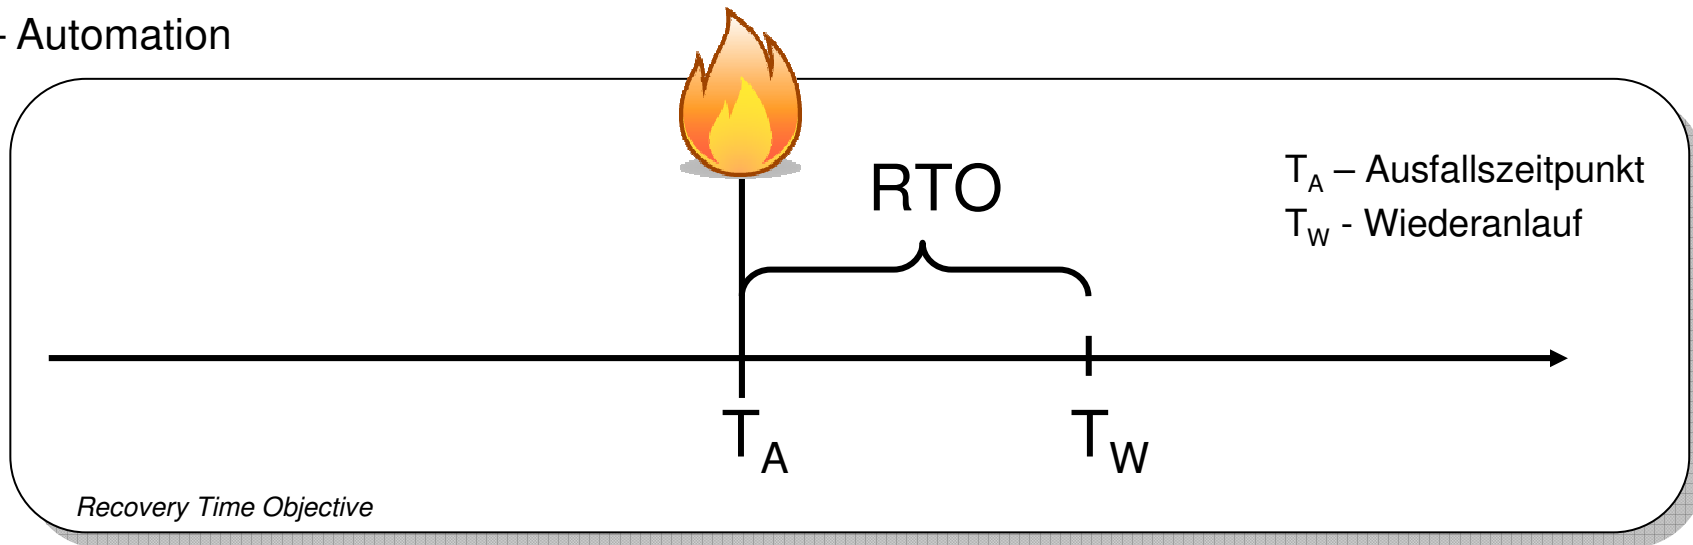 - Automation
RTO
T_A – Ausfallszeitpunkt
T_W - Wiederanlauf
T_A
T_W
Recovery Time Objective